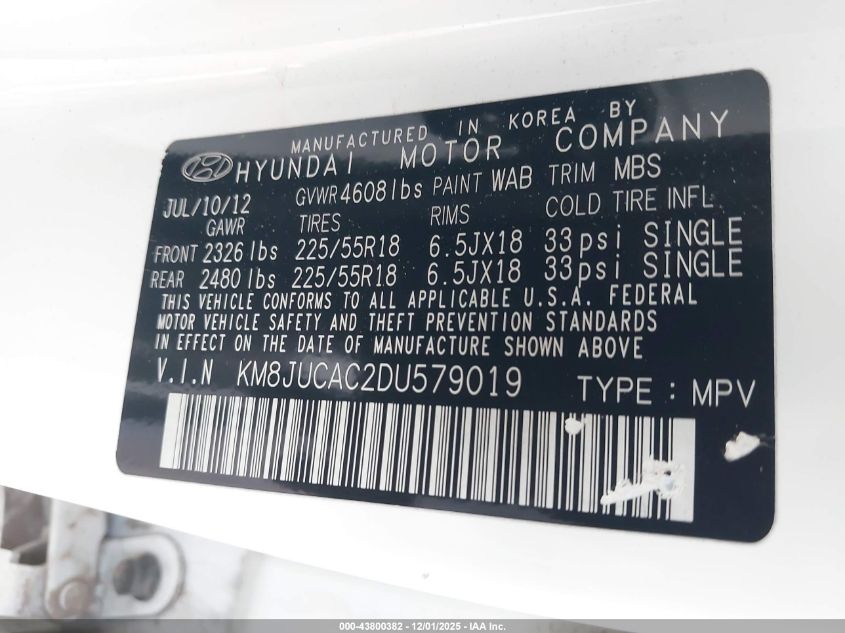 MANUFACTURED IN KOREA BY
HYUNDAI MOTOR COMPANY
JUL/10/12 GVWR 4608lbs PAINT WAB TRIM MBS
GAWR TIRES RIMS COLD TIRE INFL.
FRONT 2326 lbs 225/55R18 6.5JX18 33psi SINGLE
REAR 2480 lbs 225/55R18 6.5JX18 33psi SINGLE
THIS VEHICLE CONFORMS TO ALL APPLICABLE U.S.A. FEDERAL
MOTOR VEHICLE SAFETY AND THEFT PREVENTION STANDARDS
IN EFFECT ON THE DATE OF MANUFACTURE SHOWN ABOVE.
V.I.N KM8JUCAC2DU579019 TYPE : MPV
000-43800382 - 12/01/2025 - IAA Inc.